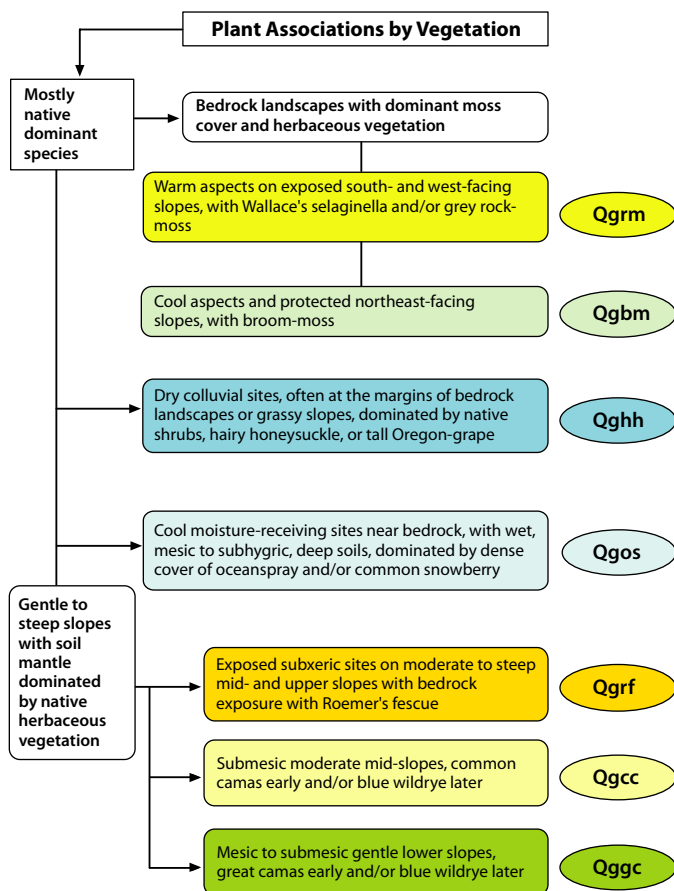 Plant Associations by Vegetation
Mostly
native
dominant
species
Bedrock landscapes with dominant moss
cover and herbaceous vegetation
Warm aspects on exposed south- and west-facing
slopes, with Wallace's selaginella and/or grey rock-
moss
Qgrm
Cool aspects and protected northeast-facing
slopes, with broom-moss
Qgbm
Dry colluvial sites, often at the margins of bedrock
landscapes or grassy slopes, dominated by native
shrubs, hairy honeysuckle, or tall Oregon-grape
Qghh
Cool moisture-receiving sites near bedrock, with wet,
mesic to subhygric, deep soils, dominated by dense
cover of oceanspray and/or common snowberry
Qgos
Gentle to
steep slopes
with soil
mantle
dominated
by native
herbaceous
vegetation
Exposed subxeric sites on moderate to steep
mid- and upper slopes with bedrock
exposure with Roemer's fescue
Qgrf
Submesic moderate mid-slopes, common
camas early and/or blue wildrye later
Qgcc
Mesic to submesic gentle lower slopes,
great camas early and/or blue wildrye later
Qggc